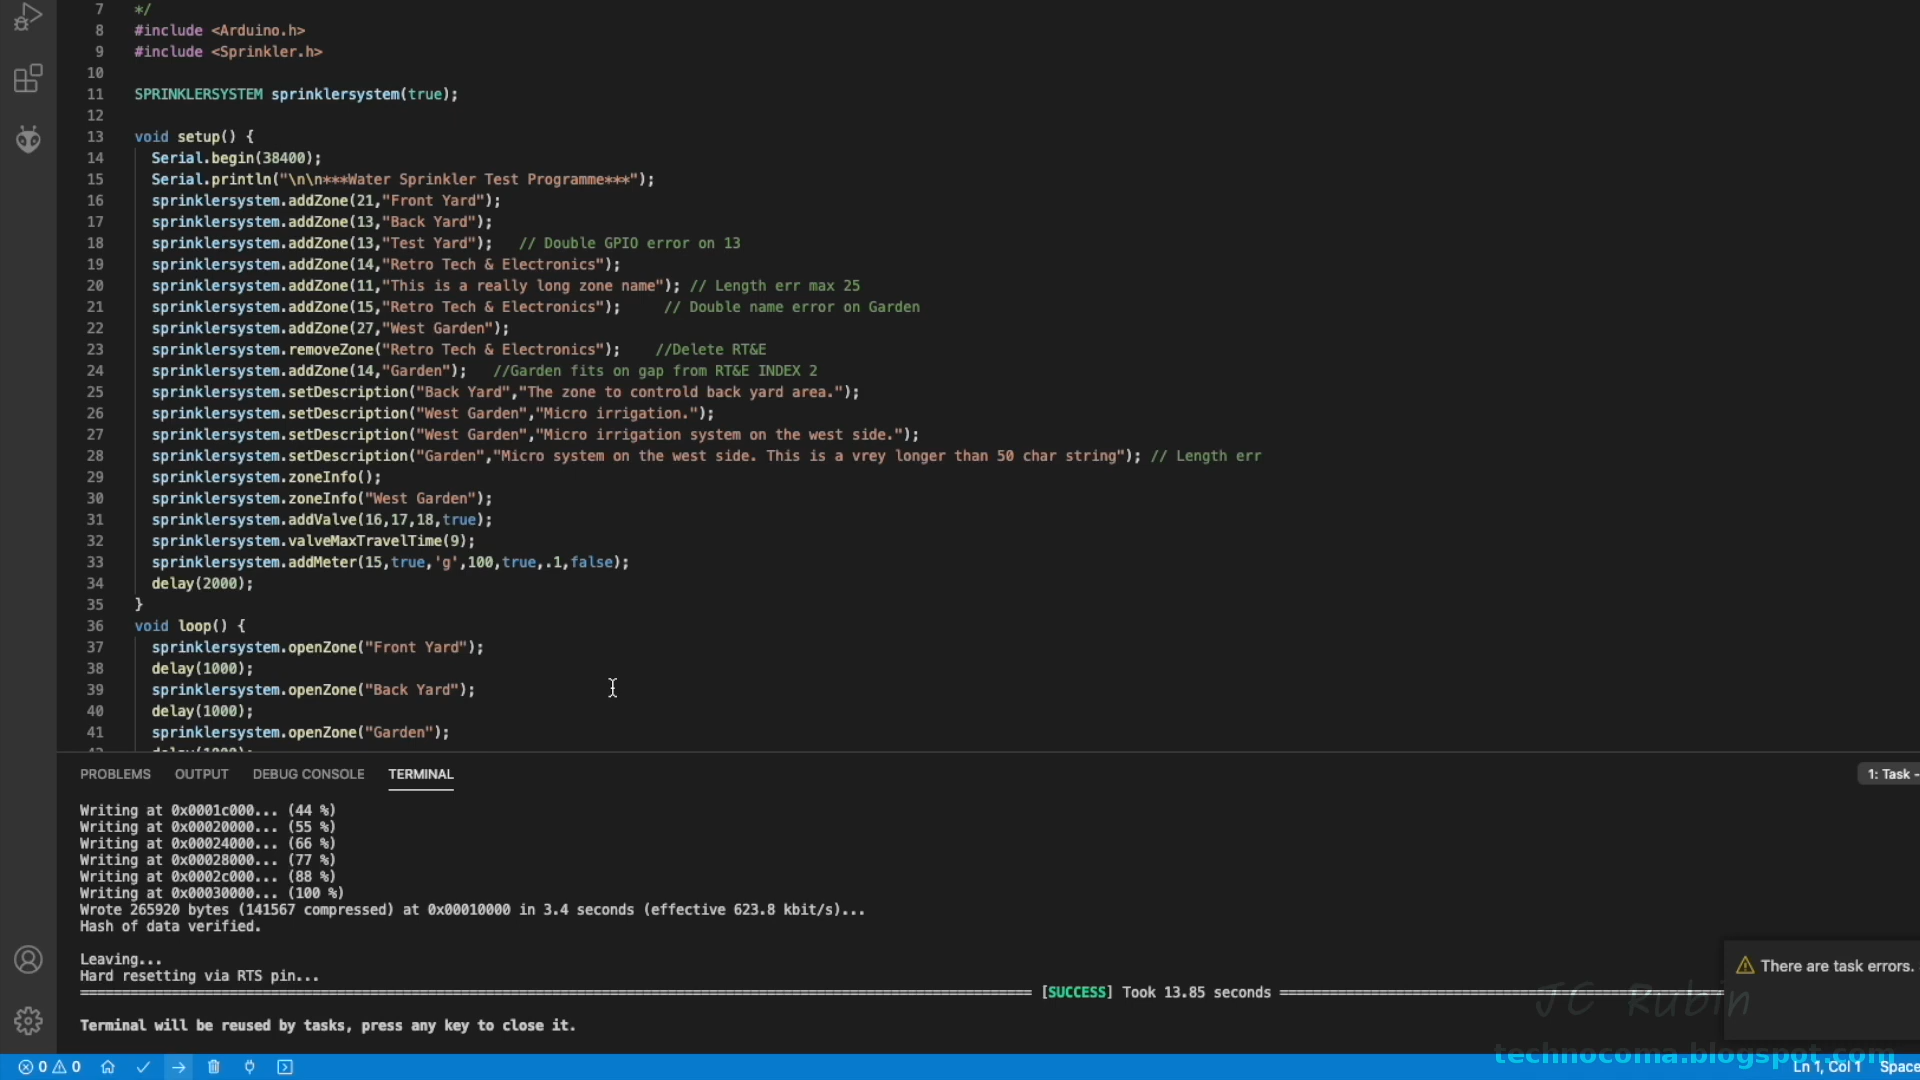 7 */
8 #include <Arduino.h>
9 #include <Sprinkler.h>
10
11 SPRINKLERSYSTEM sprinklersystem(true);
12
13 void setup() {
14 Serial.begin(38400);
15 Serial.println("\n\n***Water Sprinkler Test Programme***");
16 sprinklersystem.addZone(21,"Front Yard");
17 sprinklersystem.addZone(13,"Back Yard");
18 sprinklersystem.addZone(13,"Test Yard"); // Double GPIO error on 13
19 sprinklersystem.addZone(14,"Retro Tech & Electronics");
20 sprinklersystem.addZone(11,"This is a really long zone name"); // Length err max 25
21 sprinklersystem.addZone(15,"Retro Tech & Electronics"); // Double name error on Garden
22 sprinklersystem.addZone(27,"West Garden");
23 sprinklersystem.removeZone("Retro Tech & Electronics"); //Delete RT&E
24 sprinklersystem.addZone(14,"Garden"); //Garden fits on gap from RT&E INDEX 2
25 sprinklersystem.setDescription("Back Yard","The zone to controld back yard area.");
26 sprinklersystem.setDescription("West Garden","Micro irrigation.");
27 sprinklersystem.setDescription("West Garden","Micro irrigation system on the west side.");
28 sprinklersystem.setDescription("Garden","Micro system on the west side. This is a vrey longer than 50 char string"); // Length err
29 sprinklersystem.zoneInfo();
30 sprinklersystem.zoneInfo("West Garden");
31 sprinklersystem.addValve(16,17,18,true);
32 sprinklersystem.valveMaxTravelTime(9);
33 sprinklersystem.addMeter(15,true,'g',100,true,.1,false);
34 delay(2000);
35 }
36 void loop() {
37 sprinklersystem.openZone("Front Yard");
38 delay(1000);
39 sprinklersystem.openZone("Back Yard");
40 delay(1000);
41 sprinklersystem.openZone("Garden");
PROBLEMS OUTPUT DEBUG CONSOLE TERMINAL 1: Task -
Writing at 0x0001c000... (44 %)
Writing at 0x00020000... (55 %)
Writing at 0x00024000... (66 %)
Writing at 0x00028000... (77 %)
Writing at 0x0002c000... (88 %)
Writing at 0x00030000... (100 %)
Wrote 265920 bytes (141567 compressed) at 0x00010000 in 3.4 seconds (effective 623.8 kbit/s)...
Hash of data verified.
Leaving...
Hard resetting via RTS pin...
There are task errors.
[SUCCESS] Took 13.85 seconds
JC Rubin
Terminal will be reused by tasks, press any key to close it.
technocoma.blogspot.com
0 0 Ln 1, Col 1 Space